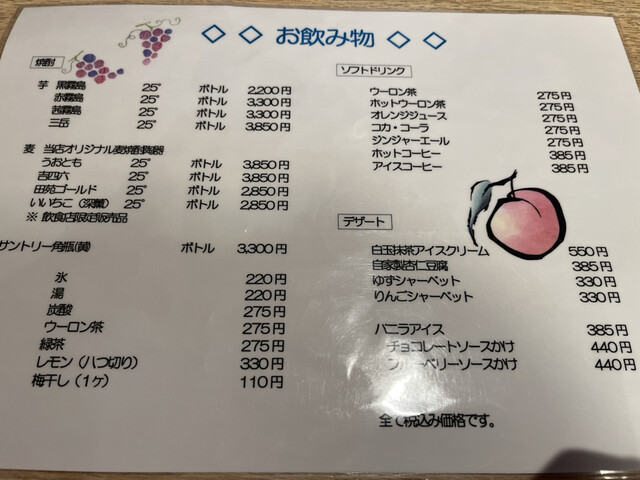 ◇ ◇ お飲み物 ◇ ◇
焼酎
芋 黒霧島 25° ボトル 2,200円
赤霧島 25° ボトル 3,300円
茜霧島 25° ボトル 3,300円
三岳 25° ボトル 3,850円
麦 当店オリジナル麦焼酎陶器
うおとも 25° ボトル 3,850円
吉四六 25° ボトル 3,850円
田苑ゴールド 25° ボトル 2,850円
いいちこ(深薫) 25° ボトル 2,850円
※ 飲食店限定販売品
サントリー角瓶(黄) ボトル 3,300円
氷 220円
湯 220円
炭酸 275円
ウーロン茶 275円
緑茶 275円
レモン(八つ切り) 330円
梅干し(1ヶ) 110円
ソフトドリンク
ウーロン茶 275円
ホットウーロン茶 275円
オレンジジュース 275円
コカ・コーラ 275円
ジンジャーエール 275円
ホットコーヒー 385円
アイスコーヒー 385円
デザート
白玉抹茶アイスクリーム 550円
自家製杏仁豆腐 385円
ゆずシャーベット 330円
りんごシャーベット 330円
バニラアイス 385円
チョコレートソースかけ 440円
ブルーベリーソースかけ 440円
全て税込み価格です。